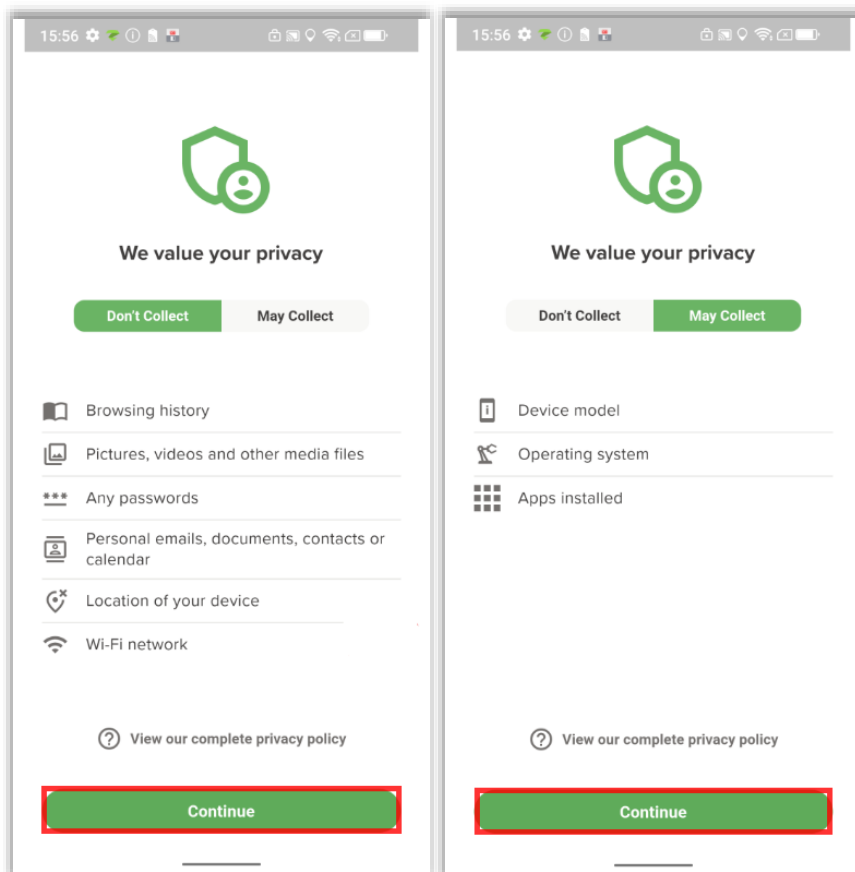 15:56
We value your privacy
Don't Collect May Collect
Browsing history
Pictures, videos and other media files
Any passwords
Personal emails, documents, contacts or
calendar
Location of your device
Wi-Fi network
View our complete privacy policy
Continue
15:56
We value your privacy
Don't Collect May Collect
Device model
Operating system
Apps installed
View our complete privacy policy
Continue